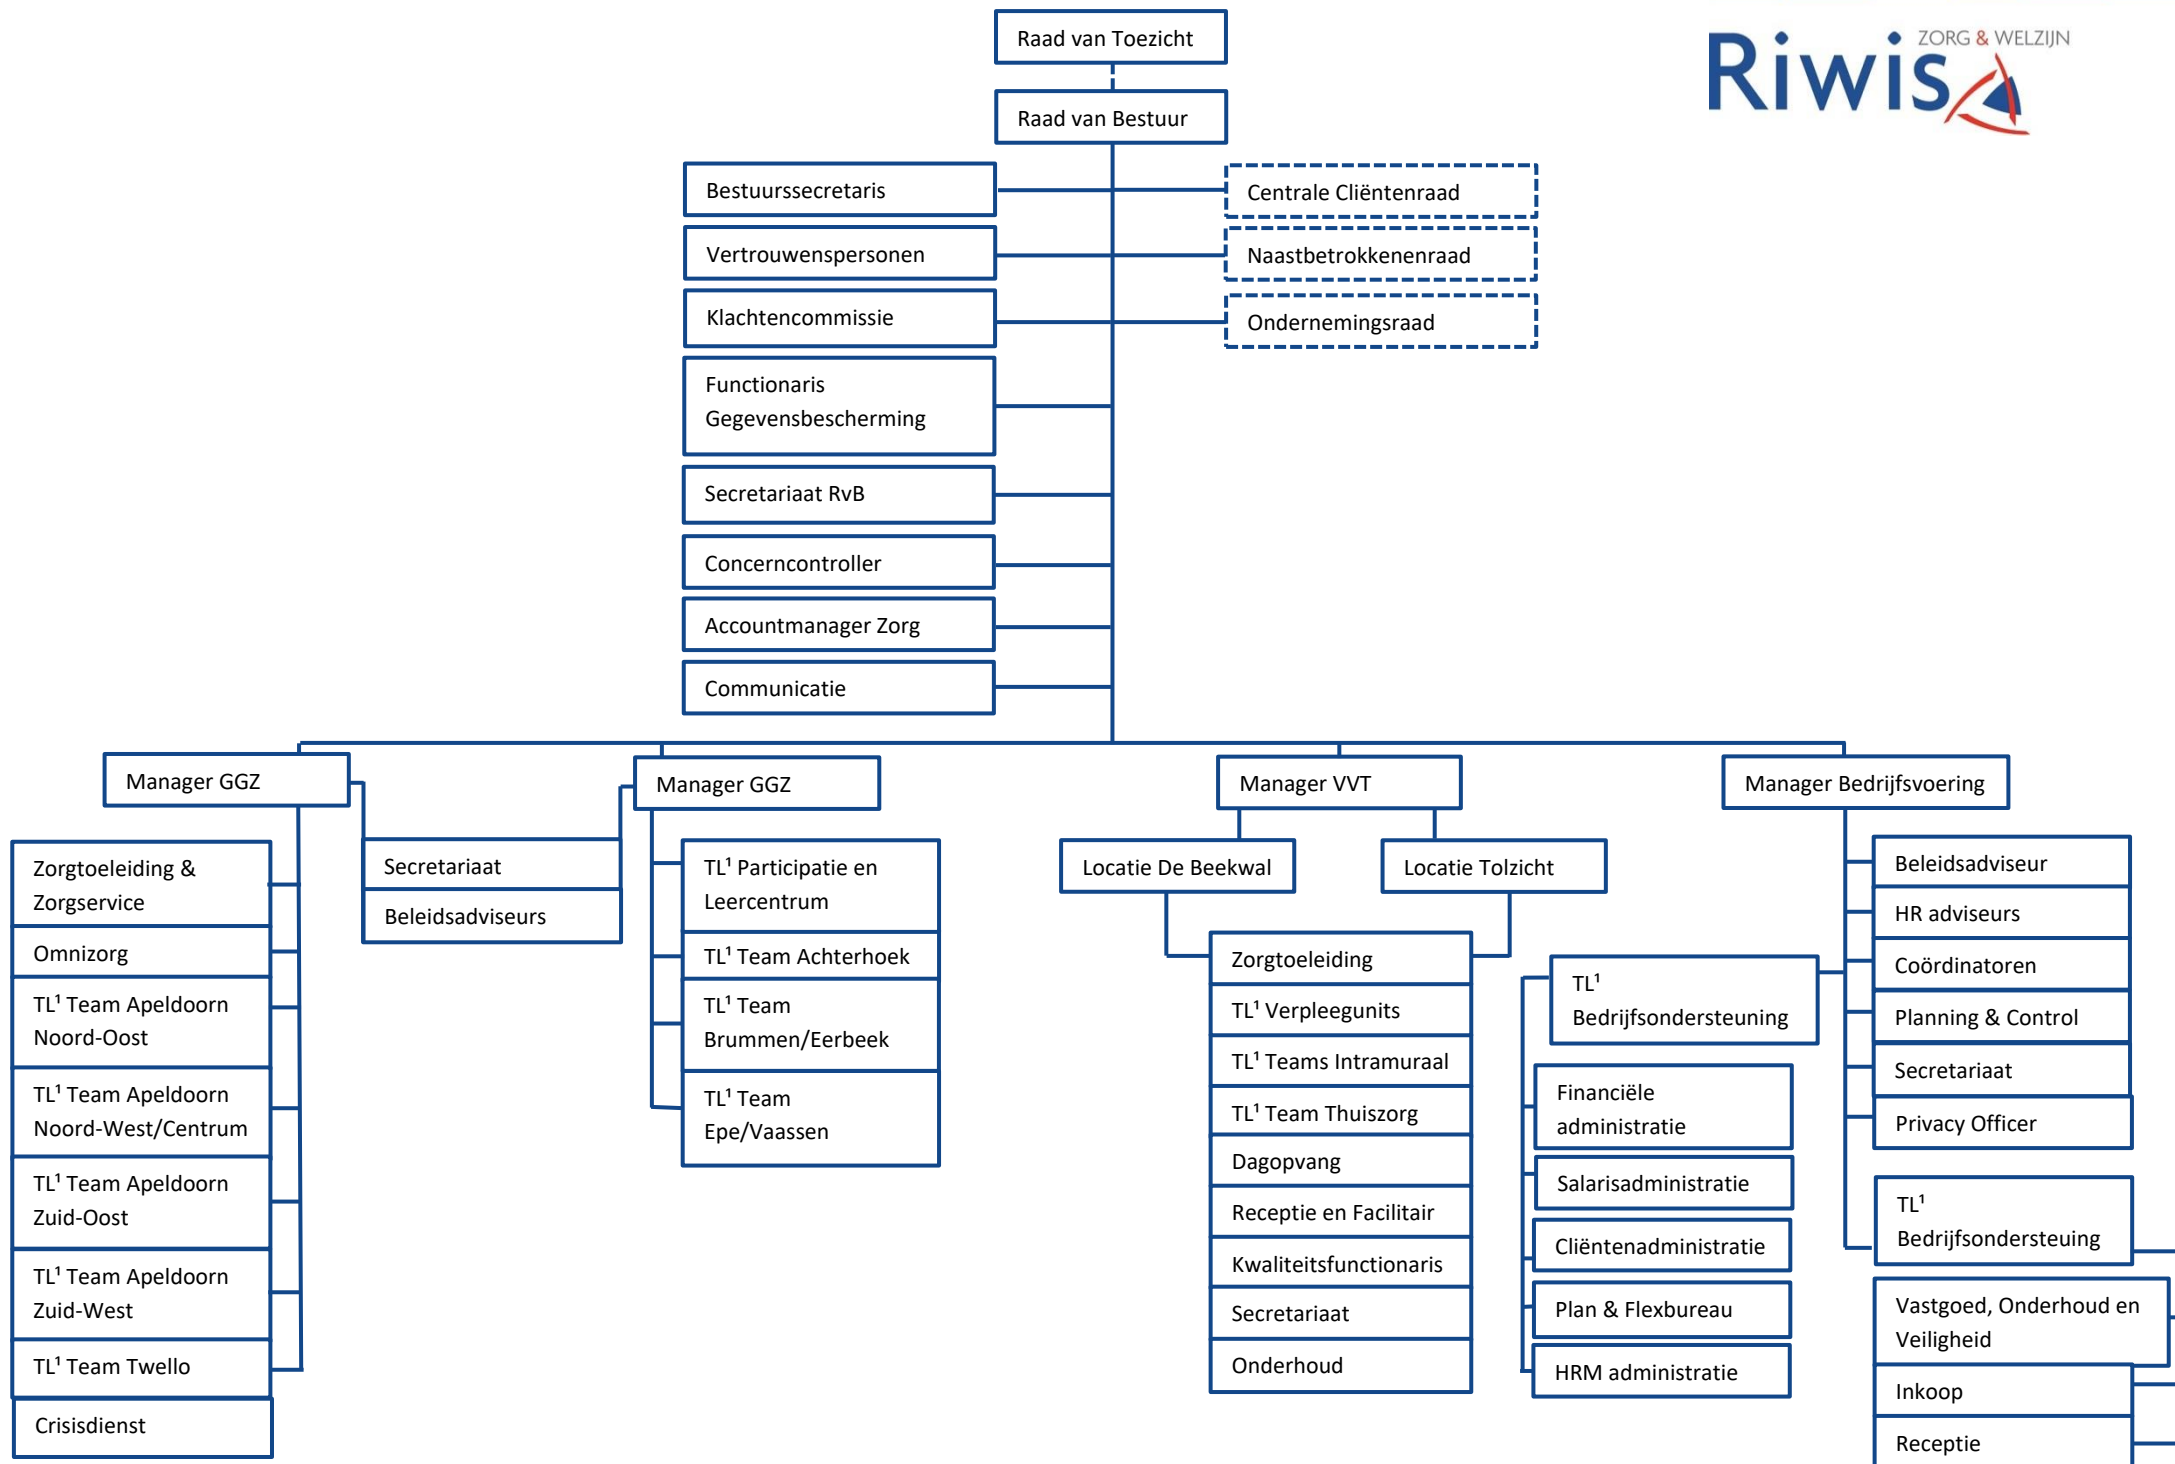 Raad van Toezicht
ZORG & WELZIJN
Riwis
Raad van Bestuur
Bestuurssecretaris
Centrale Cliëntenraad
Vertrouwenspersonen
Naastbetrokkenenraad
Klachtencommissie
Ondernemingsraad
Functionaris
Gegevensbescherming
Secretariaat RvB
Concerncontroller
Accountmanager Zorg
Communicatie
Manager GGZ
Manager GGZ
Manager VVT
Manager Bedrijfsvoering
Zorgtoeleiding &
Zorgservice
Omnizorg
TL¹ Team Apeldoorn
Noord-Oost
TL¹ Team Apeldoorn
Noord-West/Centrum
TL¹ Team Apeldoorn
Zuid-Oost
TL¹ Team Apeldoorn
Zuid-West
TL¹ Team Twello
Crisisdienst
Secretariaat
Beleidsadviseurs
TL¹ Participatie en
Leercentrum
TL¹ Team Achterhoek
TL¹ Team
Brummen/Eerbeek
TL¹ Team
Epe/Vaassen
Locatie De Beekwal
Locatie Tolzicht
Zorgtoeleiding
TL¹ Verpleegunits
TL¹ Teams Intramuraal
TL¹ Team Thuiszorg
Dagopvang
Receptie en Facilitair
Kwaliteitsfunctionaris
Secretariaat
Onderhoud
TL¹
Bedrijfsondersteuning
Financiële
administratie
Salarisadministratie
Cliëntenadministratie
Plan & Flexbureau
HRM administratie
Beleidsadviseur
HR adviseurs
Coördinatoren
Planning & Control
Secretariaat
Privacy Officer
TL¹
Bedrijfsondersteuing
Vastgoed, Onderhoud en
Veiligheid
Inkoop
Receptie